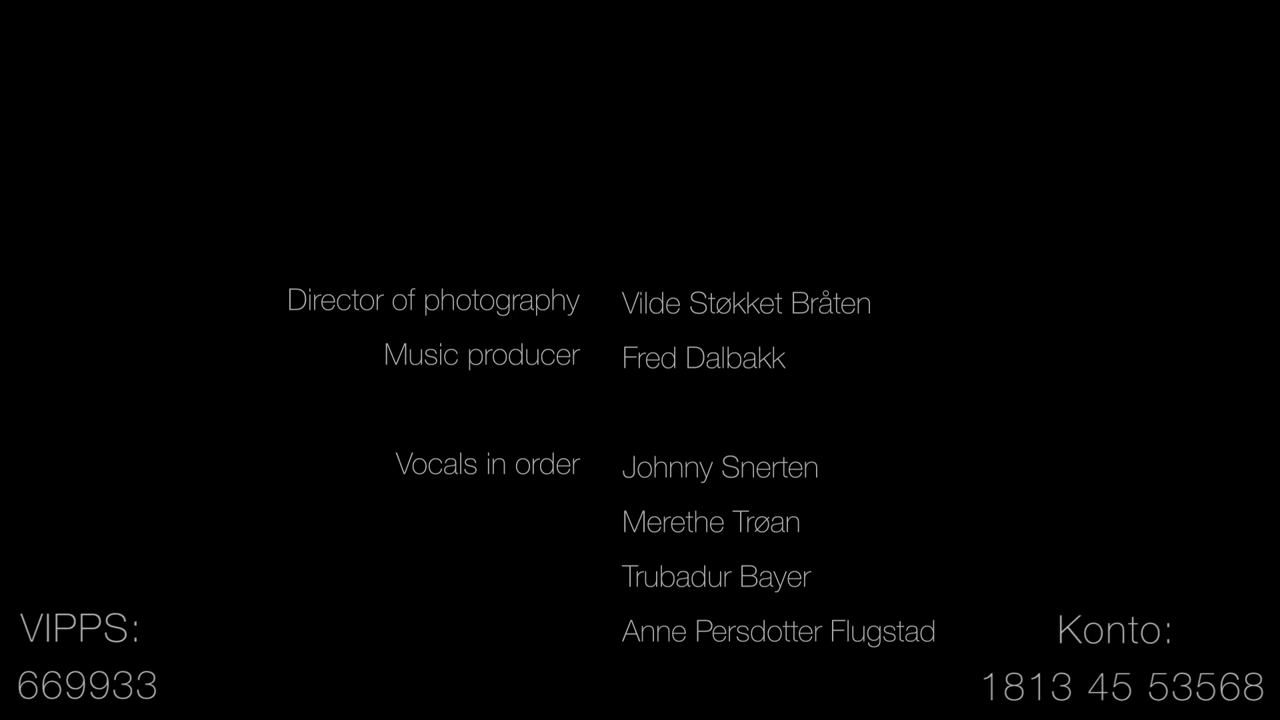 Director of photography Vilde Støkket Bråten
Music producer Fred Dalbakk
Vocals in order Johnny Snerten
Merethe Trøan
Trubadur Bayer
Anne Persdotter Flugstad
VIPPS:
669933
Konto:
1813 45 53568